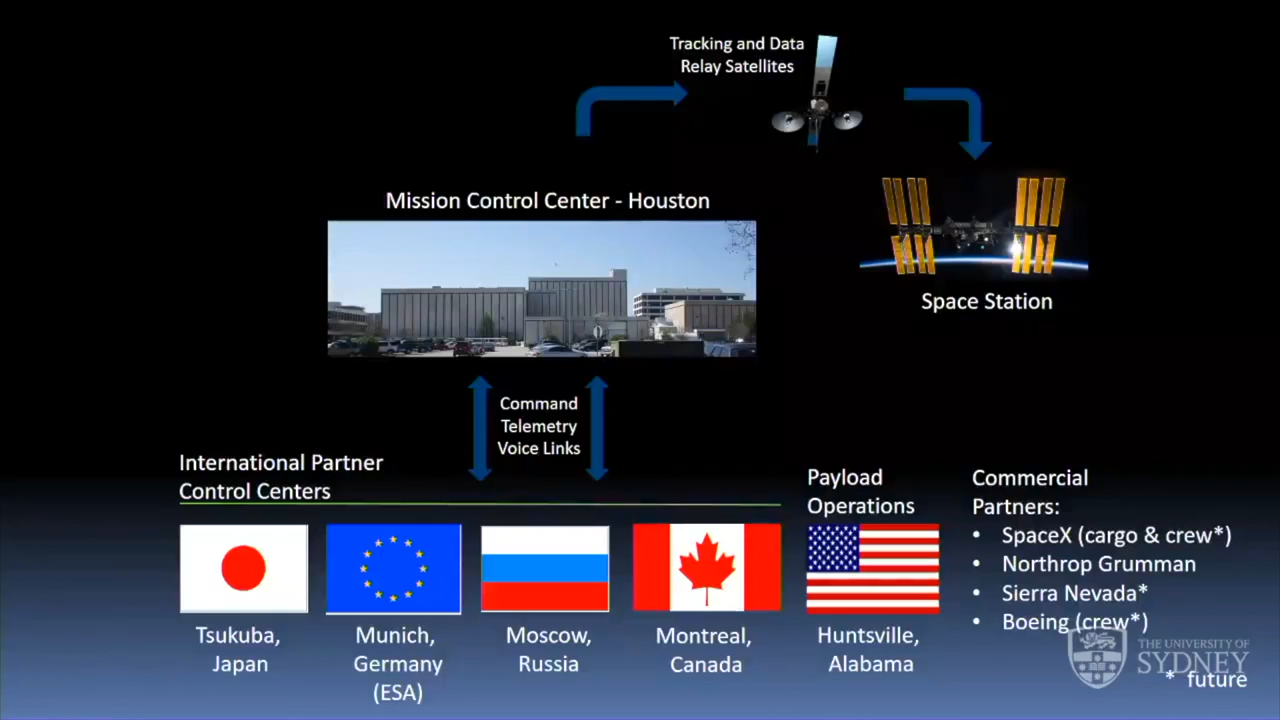 Tracking and Data
Relay Satellites
Mission Control Center - Houston
Space Station
Command
Telemetry
Voice Links
International Partner
Control Centers
Payload
Operations
Commercial
Partners:
• SpaceX (cargo & crew*)
• Northrop Grumman
• Sierra Nevada*
• Boeing (crew*)
Tsukuba,
Japan
Munich,
Germany
(ESA)
Moscow,
Russia
Montreal,
Canada
Huntsville,
Alabama
THE UNIVERSITY OF
SYDNEY
* future